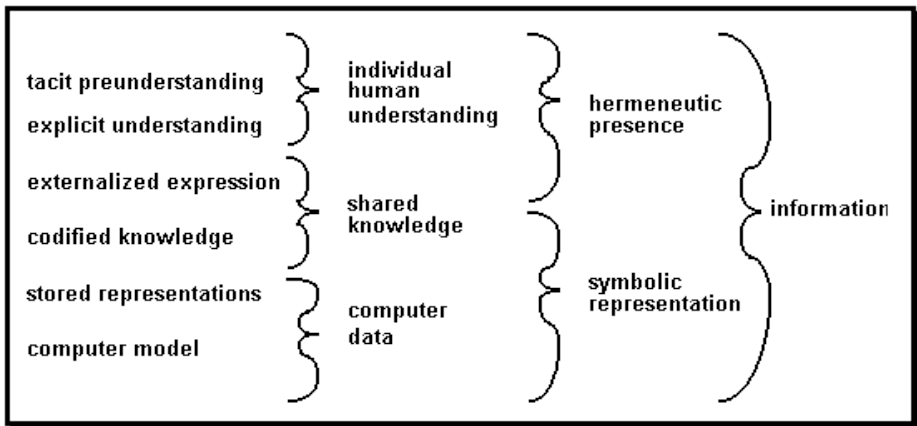 tacit preunderstanding
explicit understanding
externalized expression
codified knowledge
stored representations
computer model
individual
human
understanding
shared
knowledge
computer
data
hermeneutic
presence
symbolic
representation
information